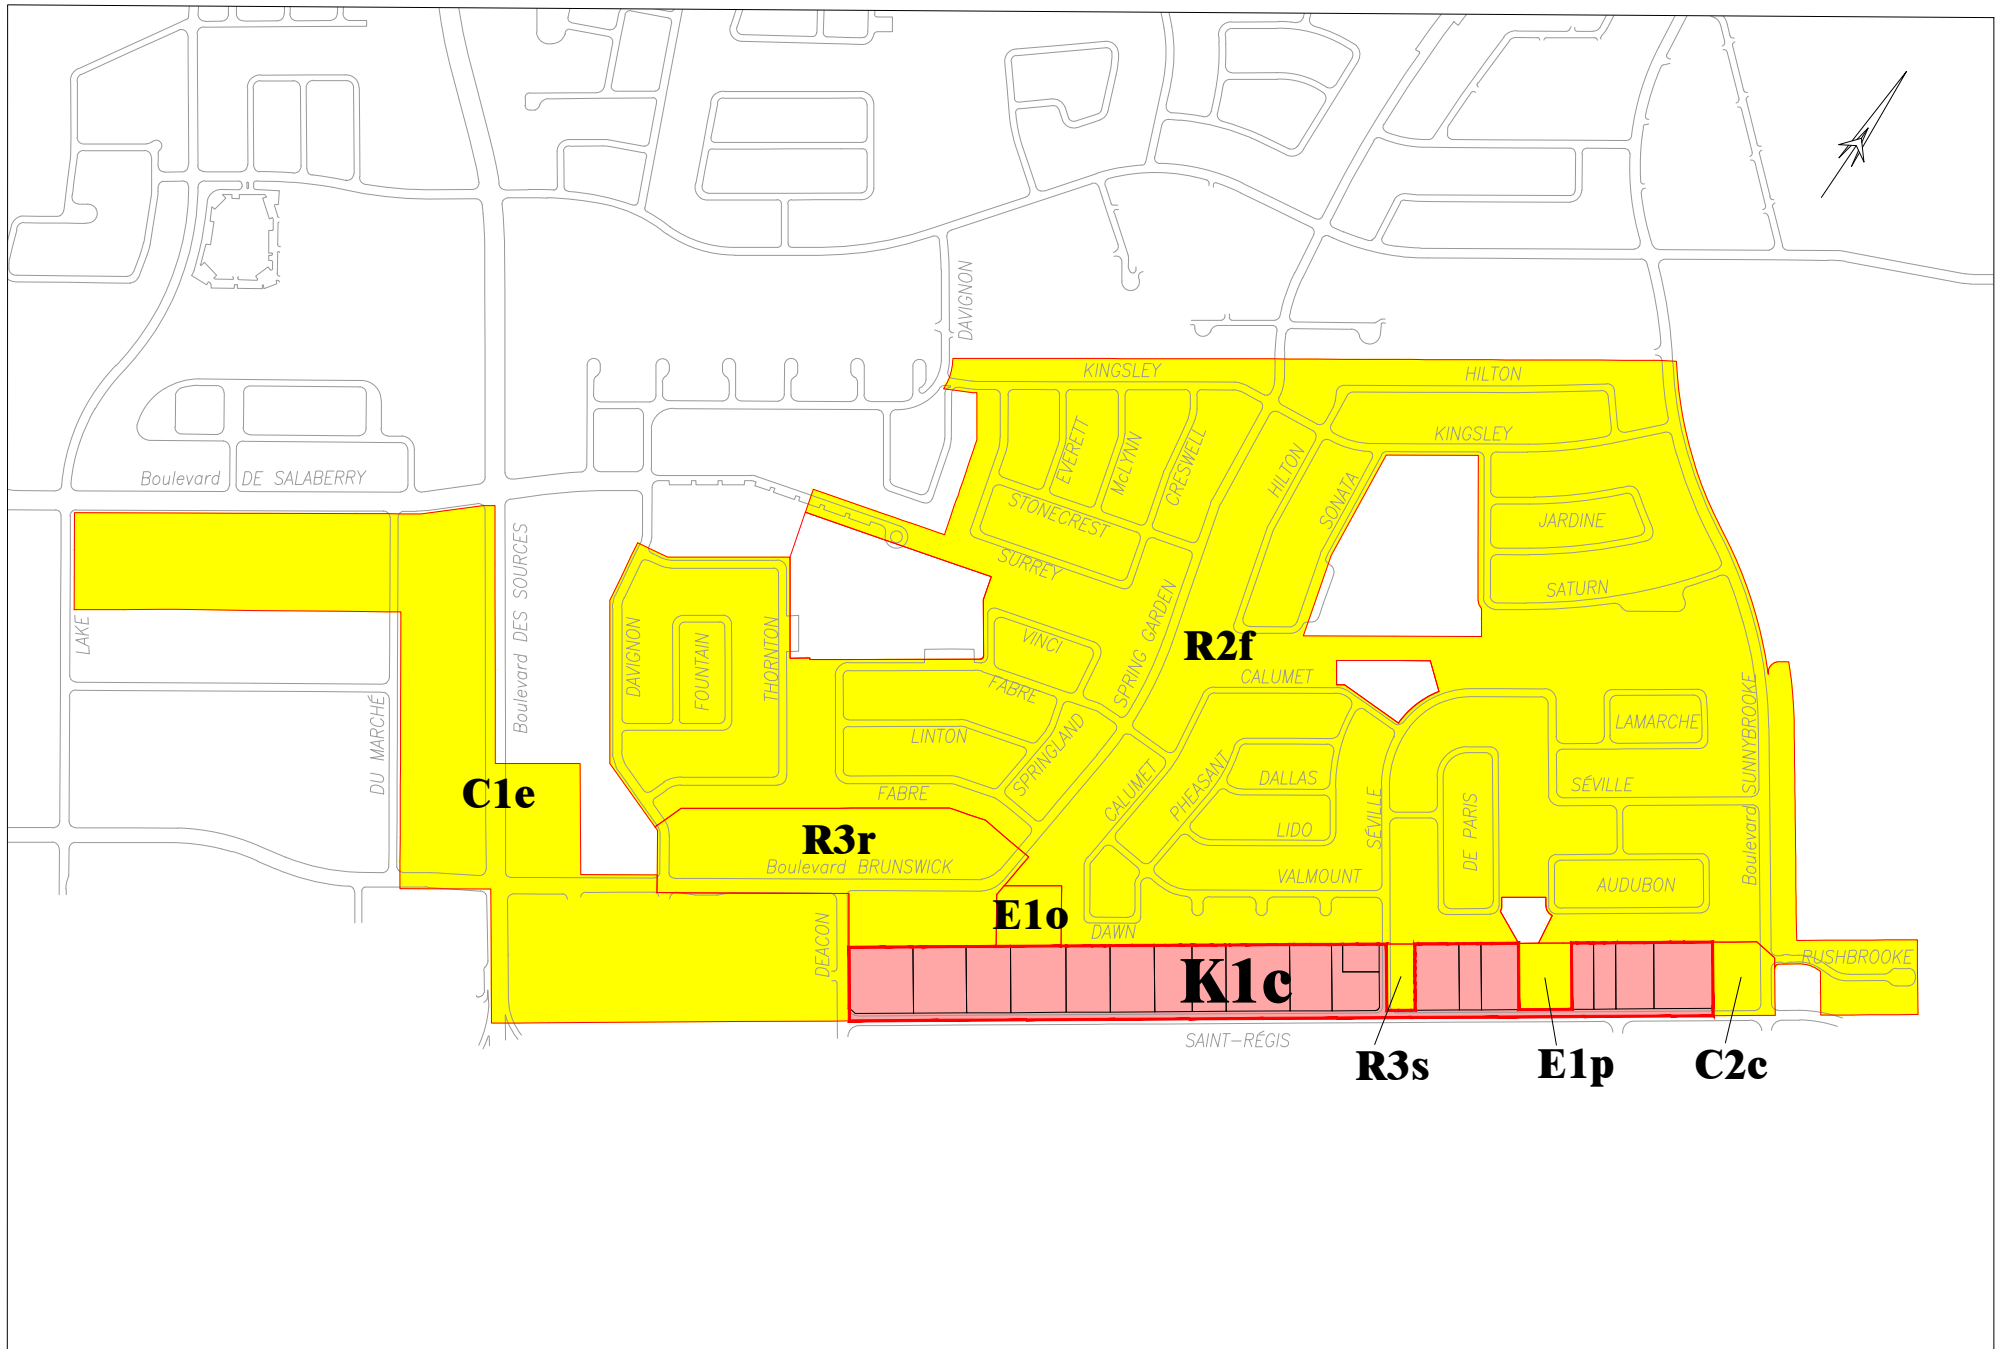 DAVIGNON
KINGSLEY
HILTON
KINGSLEY
EVERETT
McLYNN
CRESWELL
HILTON
SONATA
Boulevard DE SALABERRY
STONECREST
JARDINE
SURREY
SATURN
Boulevard DES SOURCES
LAKE
DAVIGNON
FOUNTAIN
THORNTON
VINCI
SPRING GARDEN
R2f
FABRE
CALUMET
DU MARCHÉ
LINTON
SPRINGLAND
LAMARCHE
Boulevard SUNNYBROOKE
C1e
FABRE
CALUMET
PHEASANT
DALLAS
SÉVILLE
SÉVILLE
R3r
LIDO
DE PARIS
Boulevard BRUNSWICK
VALMOUNT
AUDUBON
E1o
DEACON
DAWN
RUSHBROOKE
K1c
SAINT-RÉGIS
R3s
E1p
C2c